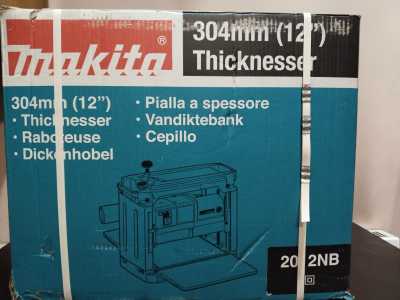 Makita®
304mm (12")
Thicknesser
304mm (12")
• Thicknesser
• Raboteuse
• Dickenhobel
• Pialla a spessore
• Vandiktebank
• Cepillo
2012NB